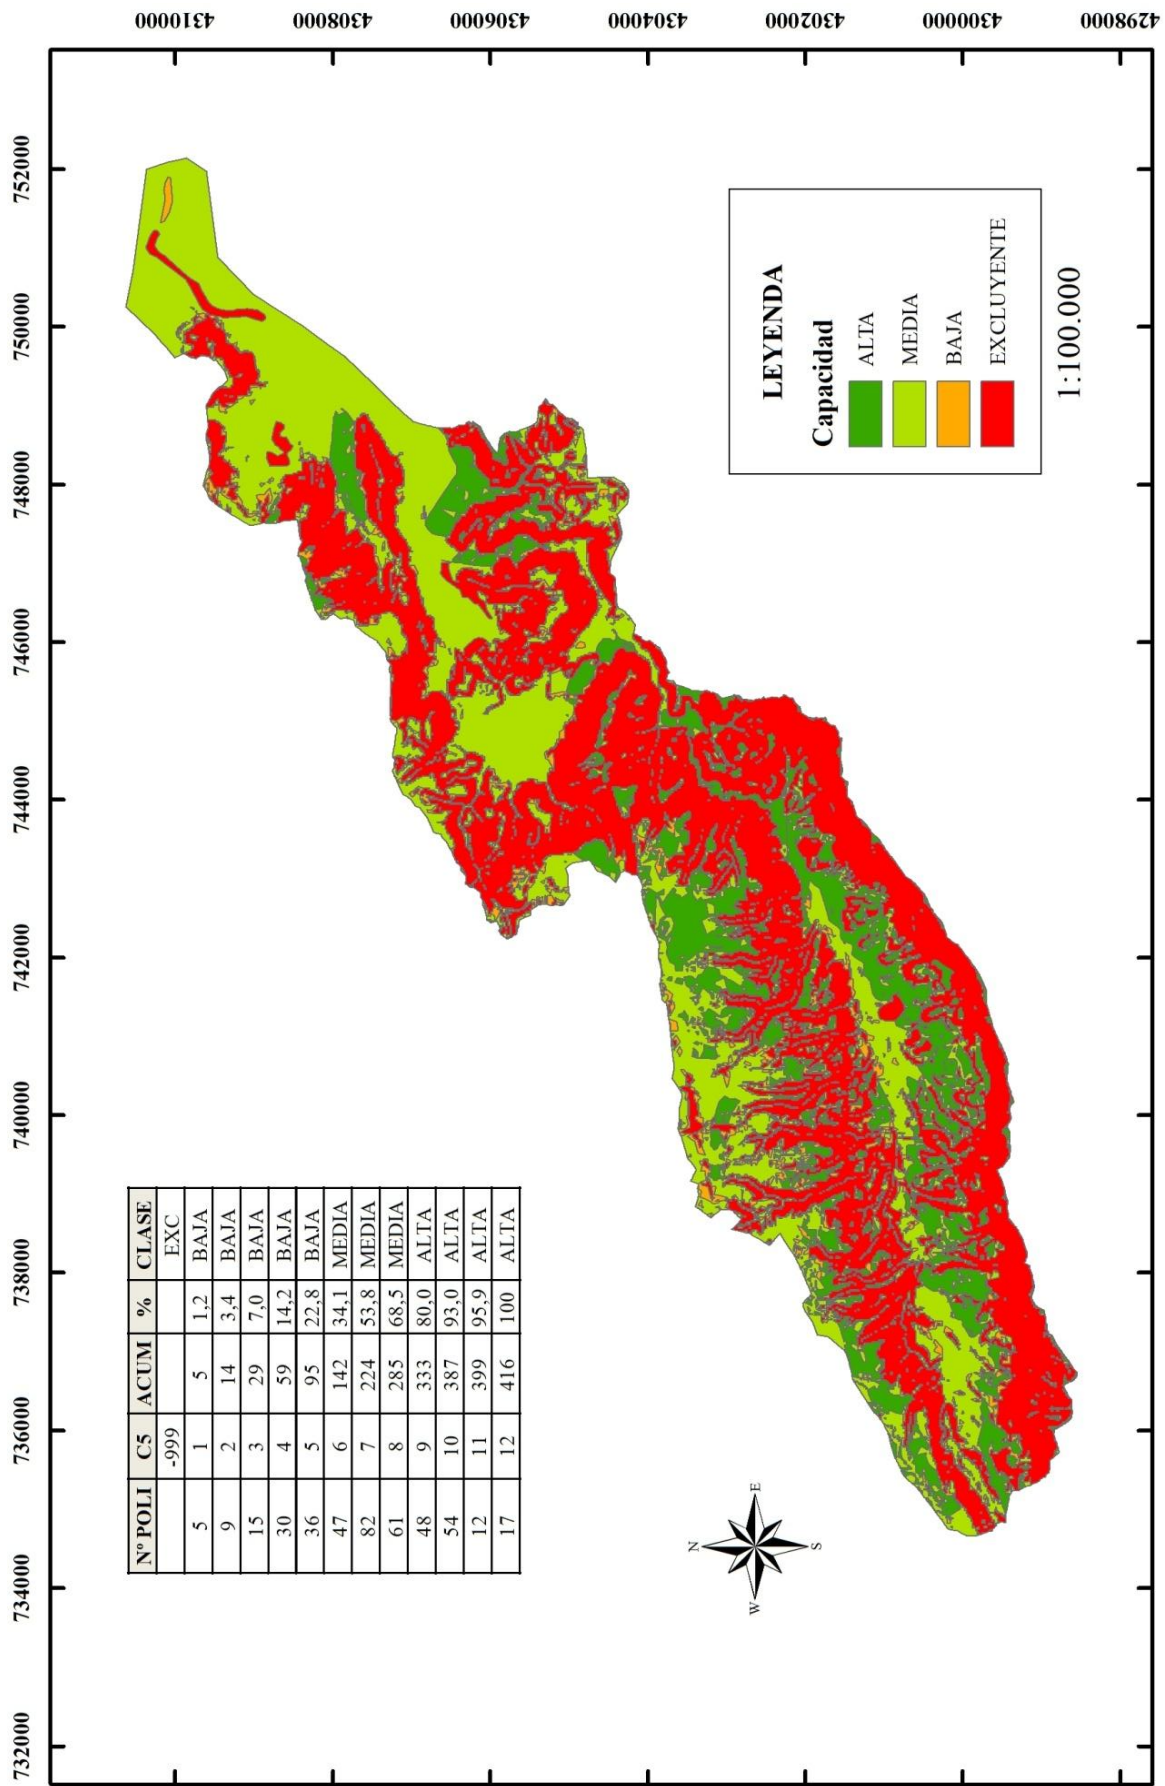 732000 734000 736000 738000 740000 742000 744000 746000 748000 750000 752000
4310000
4308000
4306000
4304000
4302000
4300000
4298000
Nº POLI C5 ACUM % CLASE
-999 EXC
5 1 5 1,2 BAJA
9 2 14 3,4 BAJA
15 3 29 7,0 BAJA
30 4 59 14,2 BAJA
36 5 95 22,8 BAJA
47 6 142 34,1 MEDIA
82 7 224 53,8 MEDIA
61 8 285 68,5 MEDIA
48 9 333 80,0 ALTA
54 10 387 93,0 ALTA
12 11 399 95,9 ALTA
17 12 416 100 ALTA
N
W E
S
LEYENDA
Capacidad
ALTA
MEDIA
BAJA
EXCLUYENTE
1:100.000